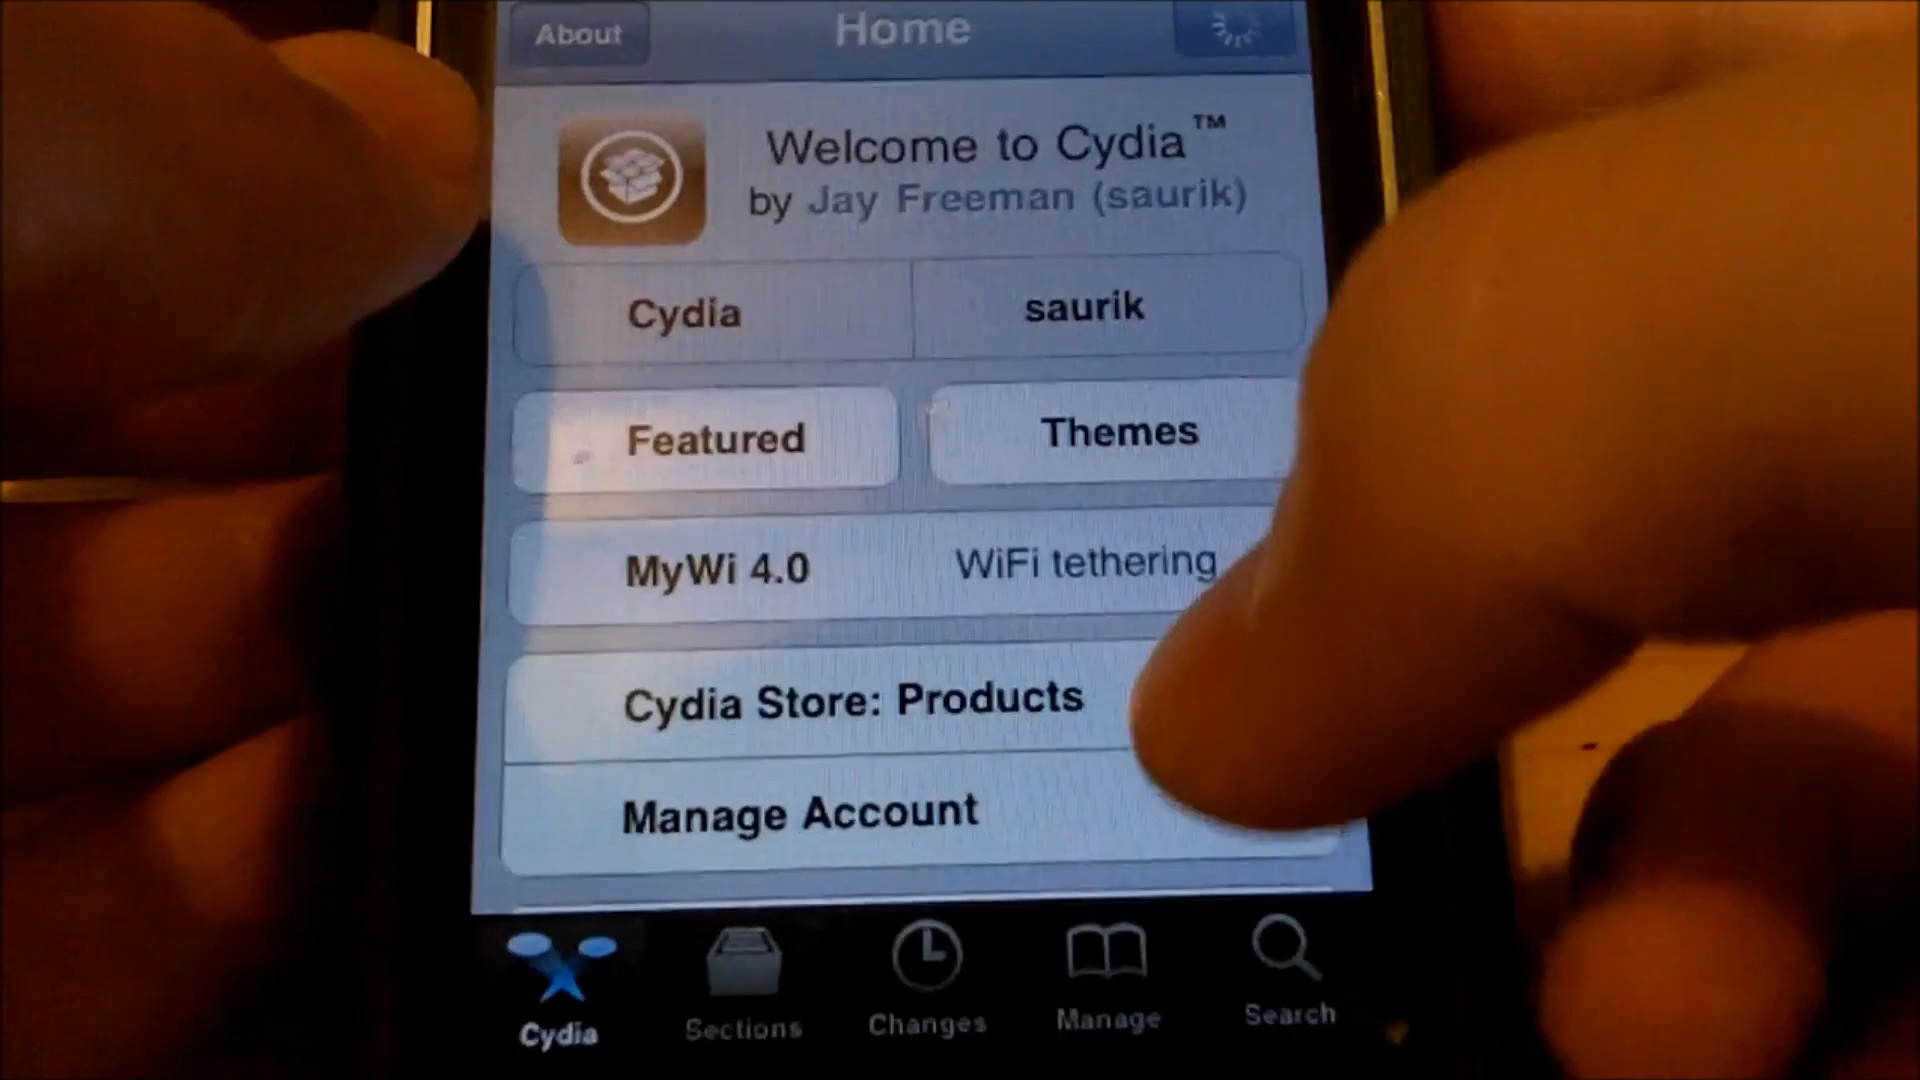 About
Home
Welcome to Cydia™
by Jay Freeman (saurik)
Cydia
saurik
Featured
Themes
MyWi 4.0
WiFi tethering
Cydia Store: Products
Manage Account
Cydia
Sections
Changes
Manage
Search